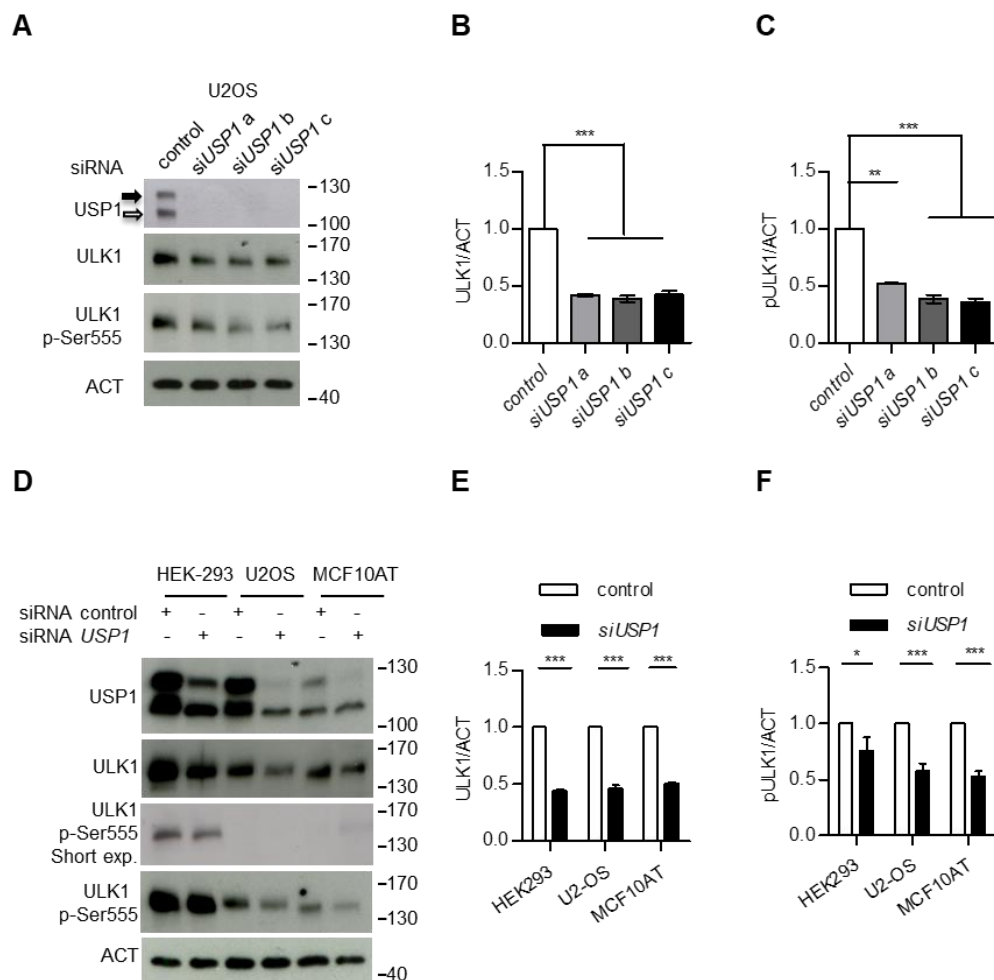 A
U2OS
siRNA
control
siUSP1 a
siUSP1 b
siUSP1 c
USP1
–130
–100
ULK1
–170
–130
ULK1
p-Ser555
–170
–130
ACT
–40
B
***
ULK1/ACT
1.5
1.0
0.5
0.0
control
siUSP1 a
siUSP1 b
siUSP1 c
C
***
**
pULK1/ACT
1.5
1.0
0.5
0.0
control
siUSP1 a
siUSP1 b
siUSP1 c
D
HEK-293 U2OS MCF10AT
siRNA control + - + - + -
siRNA USP1 - + - + - +
USP1
–130
–100
ULK1
–170
–130
ULK1
p-Ser555
Short exp.
–170
–130
ULK1
p-Ser555
–170
–130
ACT
–40
E
control
siUSP1
*** *** ***
ULK1/ACT
1.5
1.0
0.5
0.0
HEK293
U2-OS
MCF10AT
F
control
siUSP1
* *** ***
pULK1/ACT
1.5
1.0
0.5
0.0
HEK293
U2-OS
MCF10AT